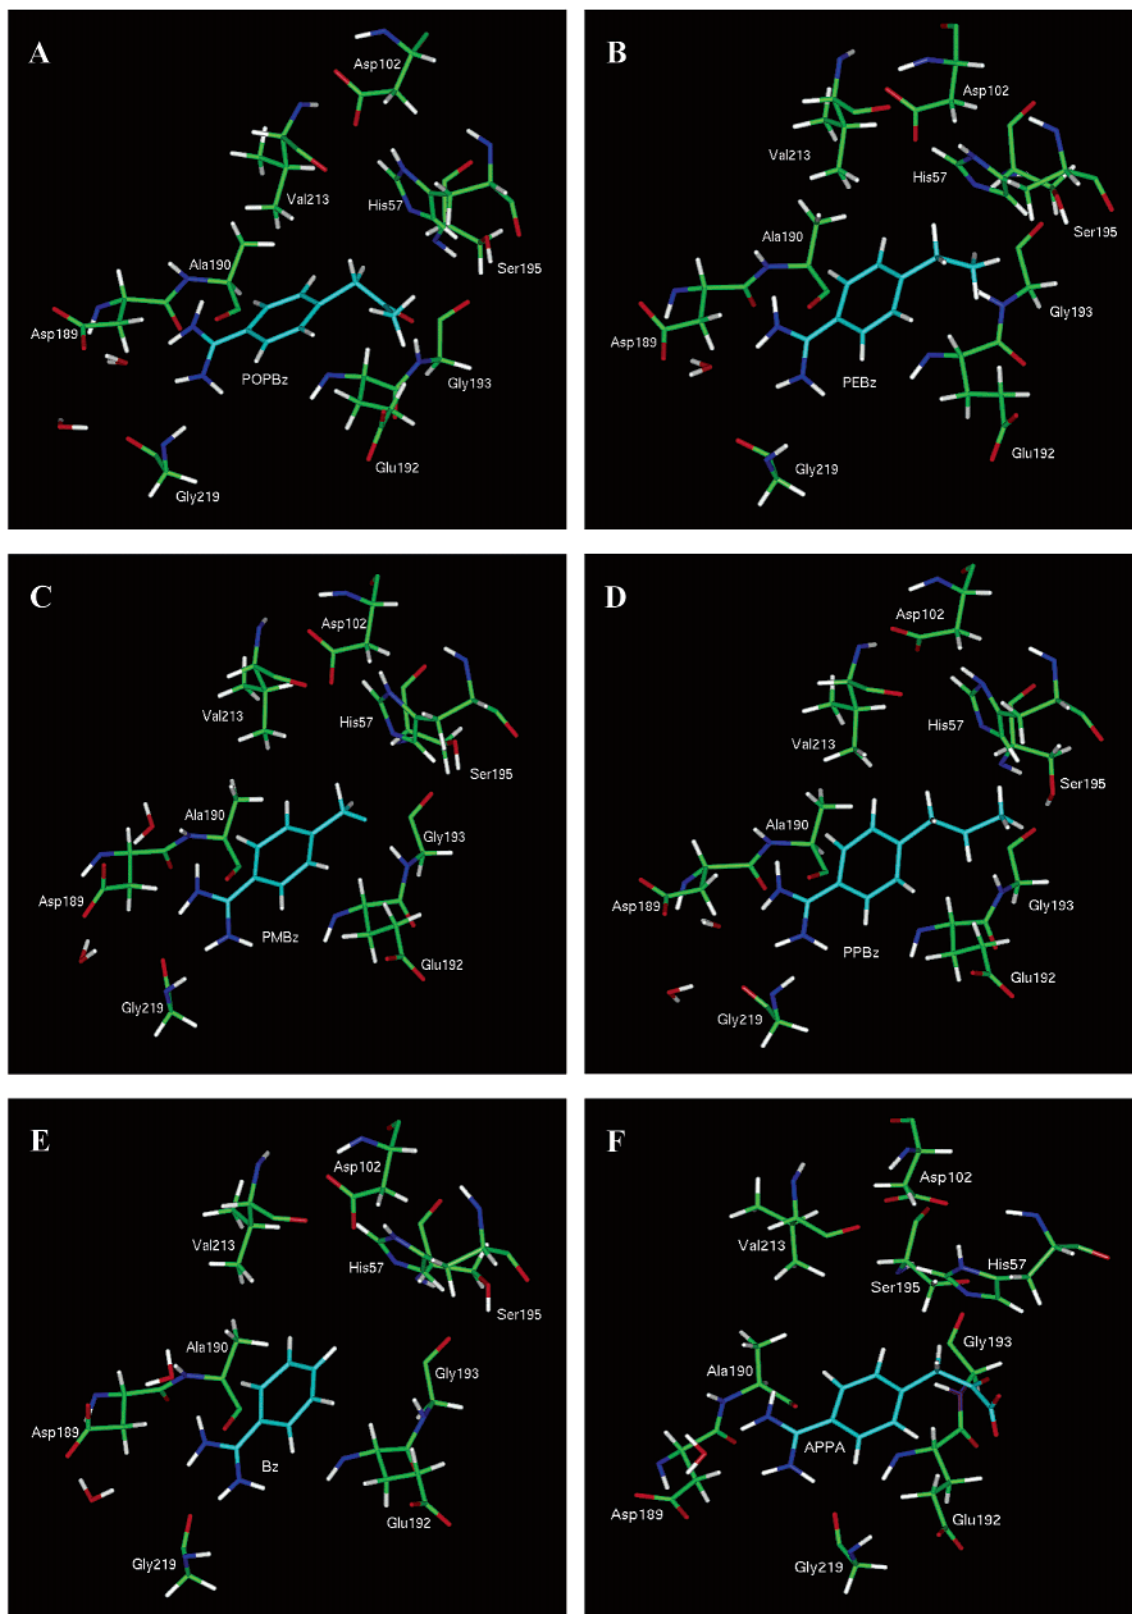 A
Asp102
Val213
His57
Ser195
Ala190
Asp189
POPBz
Gly193
Glu192
Gly219
B
Asp102
Val213
His57
Ser195
Ala190
Gly193
Asp189
PEBz
Glu192
Gly219
C
Asp102
Val213
His57
Ser195
Ala190
Gly193
Asp189
PMBz
Glu192
Gly219
D
Asp102
Val213
His57
Ser195
Ala190
Asp189
Gly193
PPBz
Glu192
Gly219
E
Asp102
Val213
His57
Ser195
Ala190
Gly193
Asp189
Bz
Glu192
Gly219
F
Asp102
Val213
His57
Ser195
Gly193
Ala190
APPA
Asp189
Glu192
Gly219